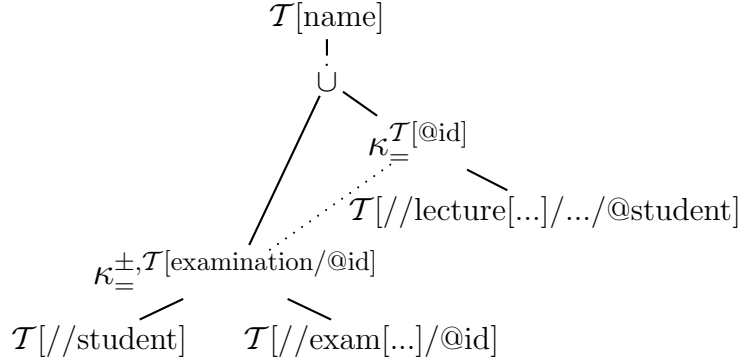 𝒯[name]
∪̇
κ₌^𝒯[@id]
𝒯[//lecture[...]/.../@student]
κ₌^±,𝒯[examination/@id]
𝒯[//student] 𝒯[//exam[...]/@id]